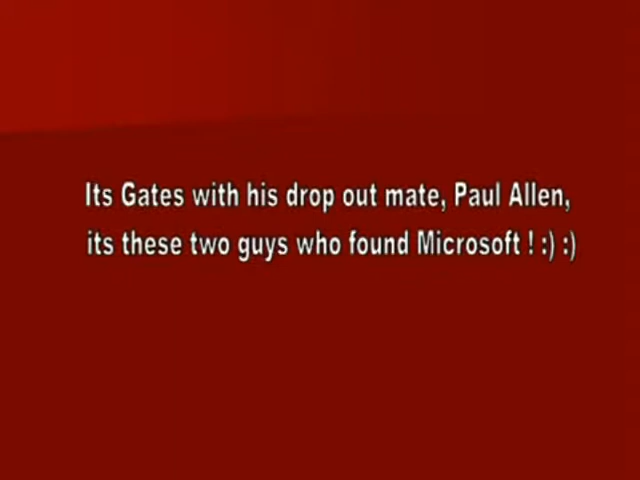 Its Gates with his drop out mate, Paul Allen,
its these two guys who found Microsoft ! :) :)